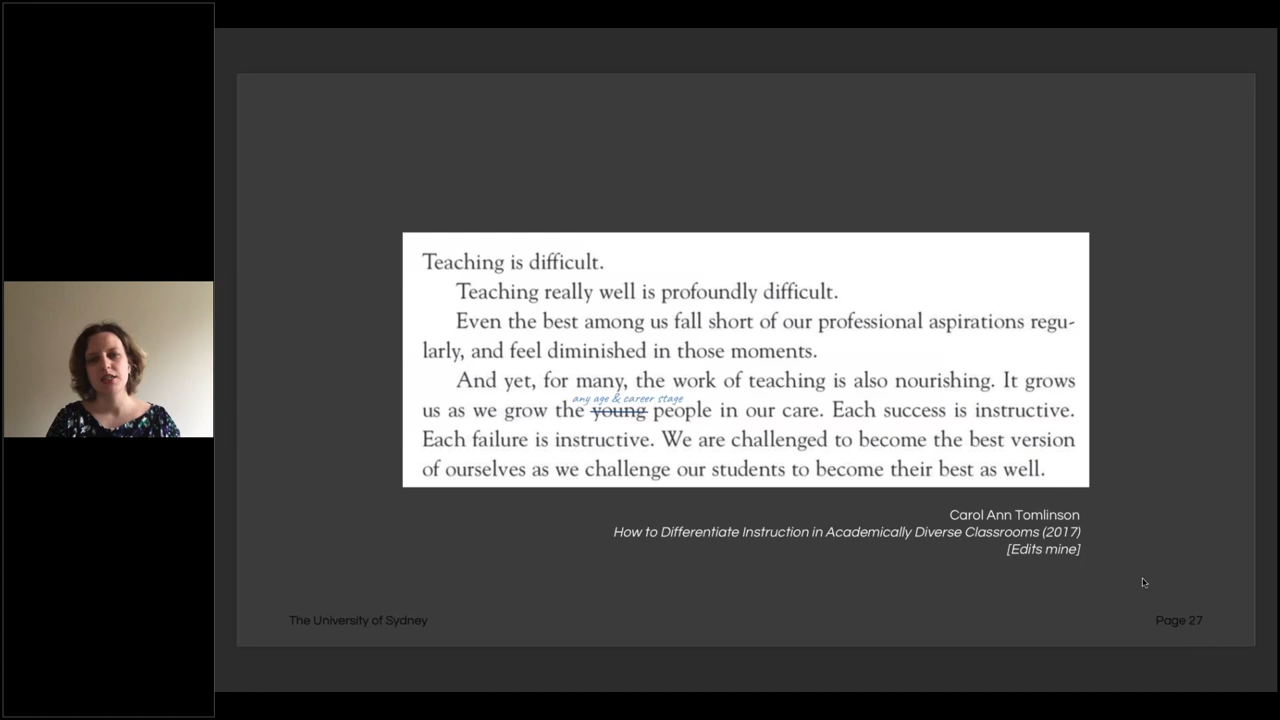 Teaching is difficult.
Teaching really well is profoundly difficult.
Even the best among us fall short of our professional aspirations regu-
larly, and feel diminished in those moments.
And yet, for many, the work of teaching is also nourishing. It grows
any age & career stage
us as we grow the young people in our care. Each success is instructive.
Each failure is instructive. We are challenged to become the best version
of ourselves as we challenge our students to become their best as well.
Carol Ann Tomlinson
How to Differentiate Instruction in Academically Diverse Classrooms (2017)
[Edits mine]
The University of Sydney
Page 27